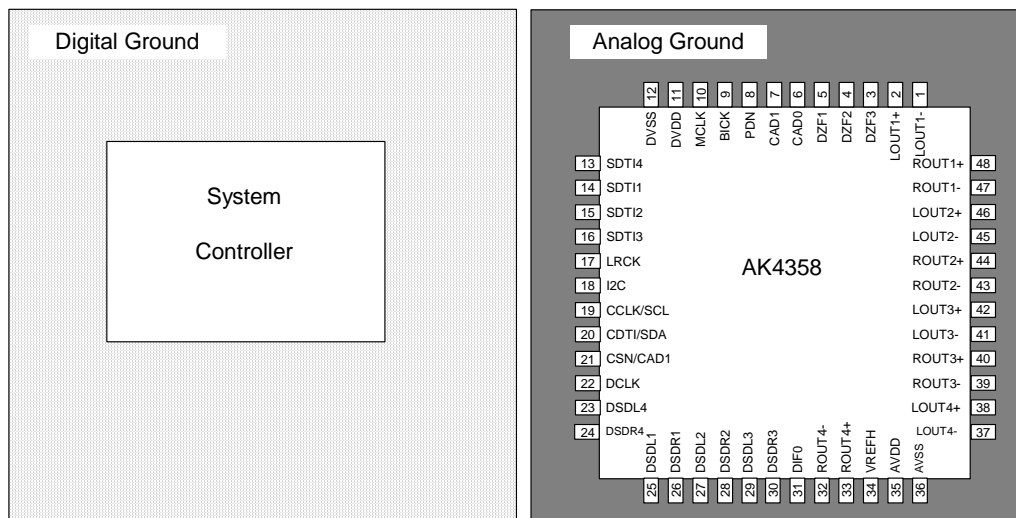 Digital Ground
System
Controller
Analog Ground
12 11 10 9 8 7 6 5 4 3 2 1
DVSS DVDD MCLK BICK PDN CAD1 CAD0 DZF1 DZF2 DZF3 LOUT1+ LOUT1-
13 SDTI4
14 SDTI1
15 SDTI2
16 SDTI3
17 LRCK
18 I2C
19 CCLK/SCL
20 CDTI/SDA
21 CSN/CAD1
22 DCLK
23 DSDL4
24 DSDR4
AK4358
ROUT1+ 48
ROUT1- 47
LOUT2+ 46
LOUT2- 45
ROUT2+ 44
ROUT2- 43
LOUT3+ 42
LOUT3- 41
ROUT3+ 40
ROUT3- 39
LOUT4+ 38
LOUT4- 37
DSDL1 DSDR1 DSDL2 DSDR2 DSDL3 DSDR3 DIF0 ROUT4- ROUT4+ VREFH AVDD AVSS
25 26 27 28 29 30 31 32 33 34 35 36